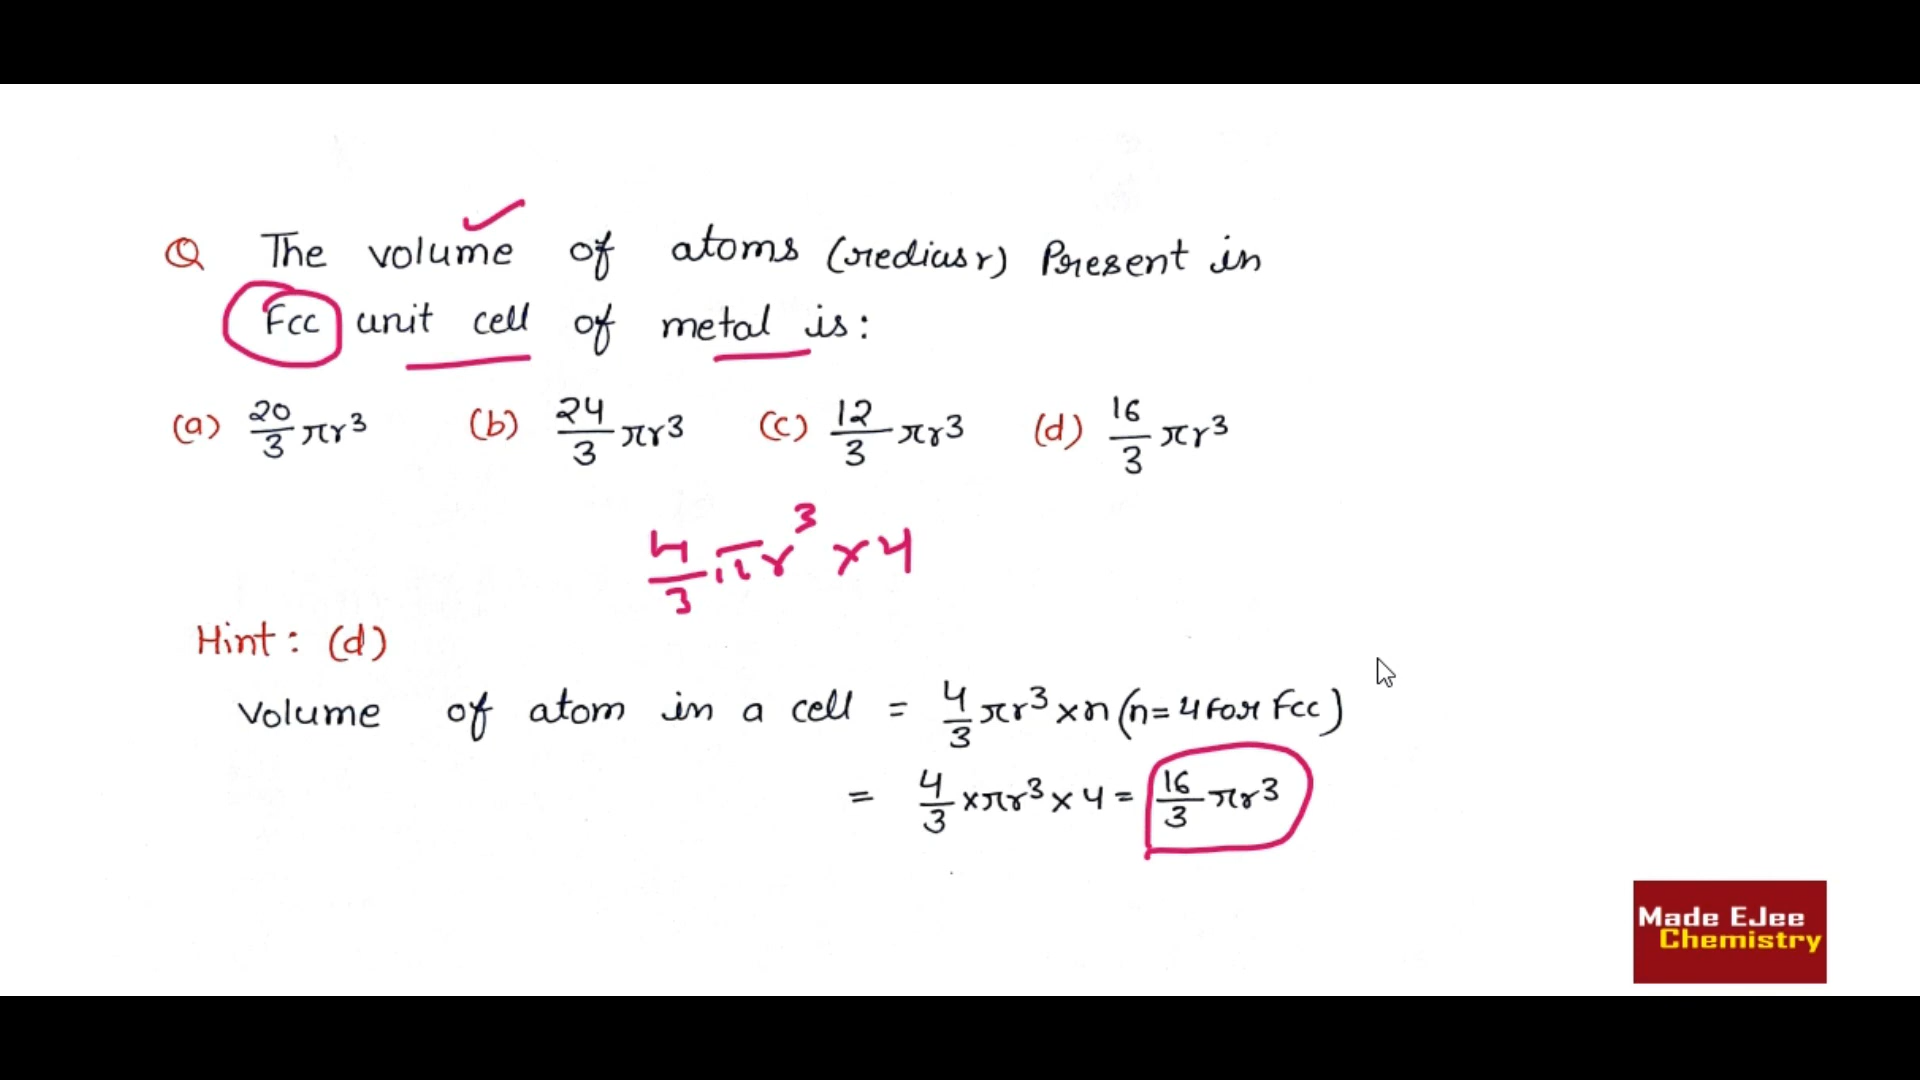 Q The volume of atoms (redius r) Present in
Fcc unit cell of metal is:
(a) 20/3 πr³ (b) 24/3 πr³ (c) 12/3 πr³ (d) 16/3 πr³
4/3 πr³ × 4
Hint: (d)
Volume of atom in a cell = 4/3 πr³ × n (n = 4 For Fcc)
= 4/3 × πr³ × 4 = 16/3 πr³
Made EJee
Chemistry